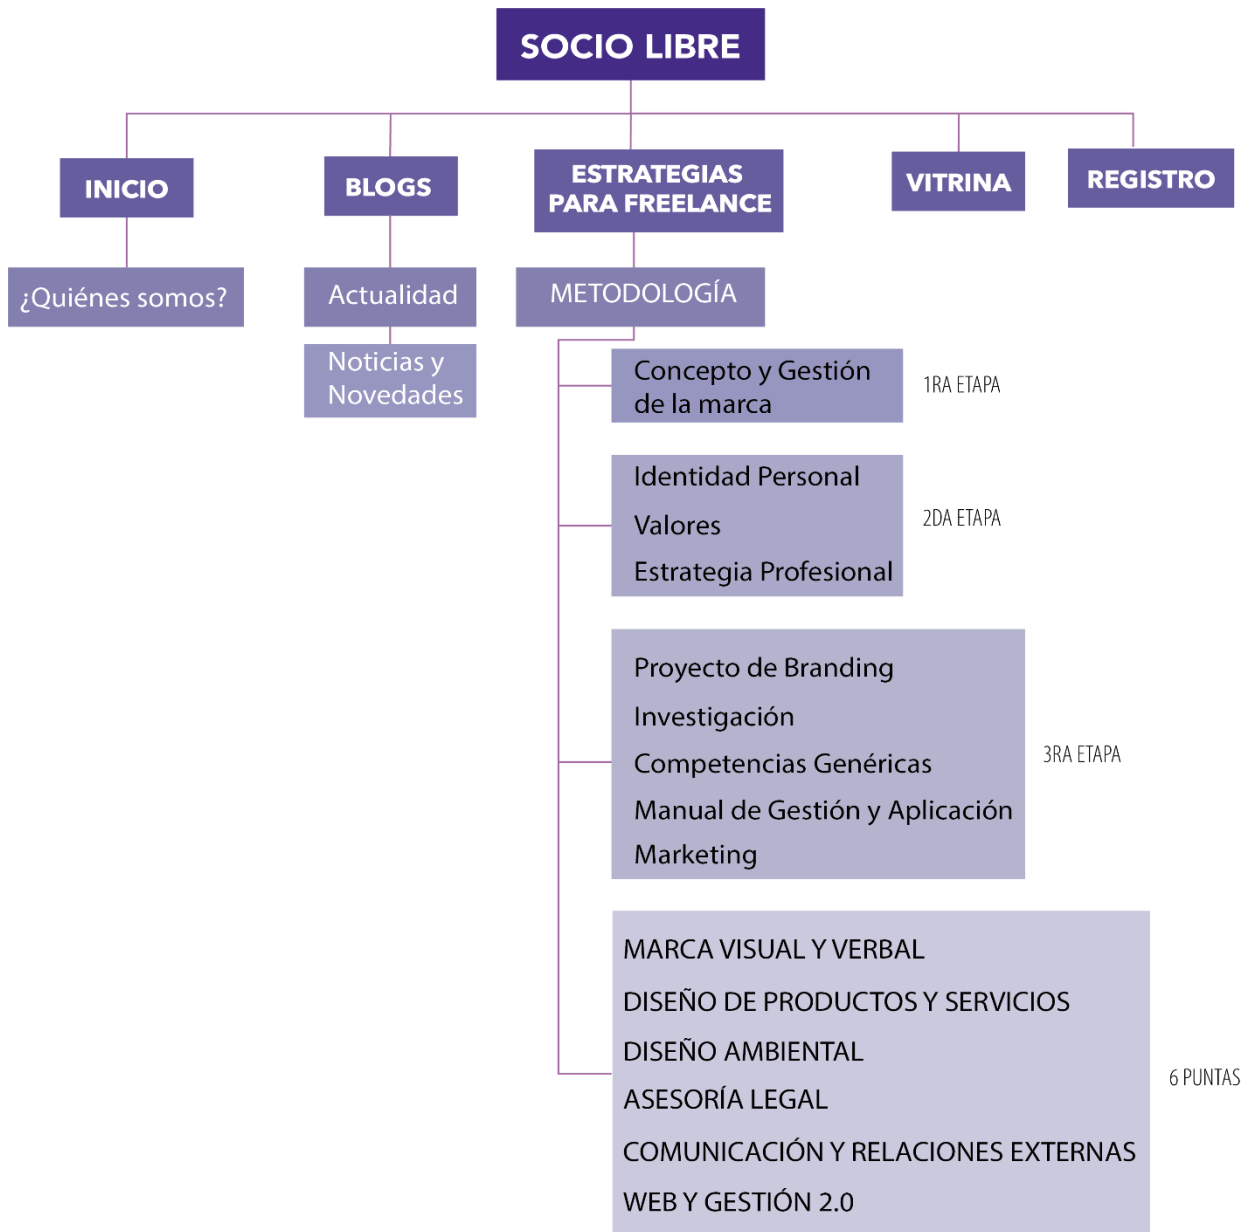 SOCIO LIBRE
INICIO
BLOGS
ESTRATEGIAS
PARA FREELANCE
VITRINA
REGISTRO
¿Quiénes somos?
Actualidad
Noticias y
Novedades
METODOLOGÍA
Concepto y Gestión
de la marca
1RA ETAPA
Identidad Personal
Valores
Estrategia Profesional
2DA ETAPA
Proyecto de Branding
Investigación
Competencias Genéricas
Manual de Gestión y Aplicación
Marketing
3RA ETAPA
MARCA VISUAL Y VERBAL
DISEÑO DE PRODUCTOS Y SERVICIOS
DISEÑO AMBIENTAL
ASESORÍA LEGAL
COMUNICACIÓN Y RELACIONES EXTERNAS
WEB Y GESTIÓN 2.0
6 PUNTAS